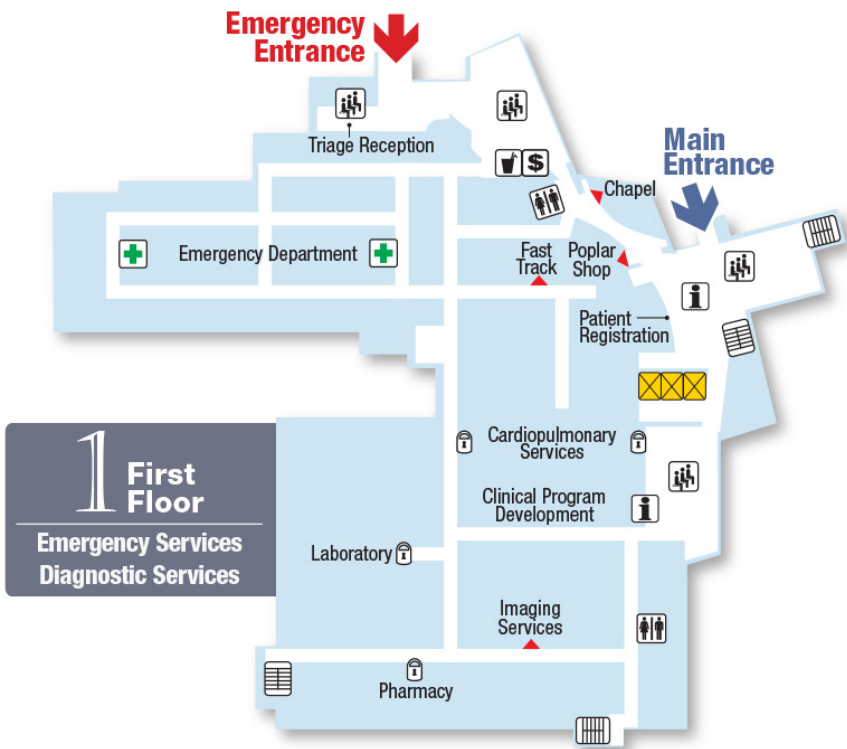 Emergency
Entrance
Triage Reception
$
Main
Entrance
Chapel
Emergency Department
Fast
Track
Poplar
Shop
Patient
Registration
1 First
Floor
Emergency Services
Diagnostic Services
Cardiopulmonary
Services
Clinical Program
Development
Laboratory
Imaging
Services
Pharmacy